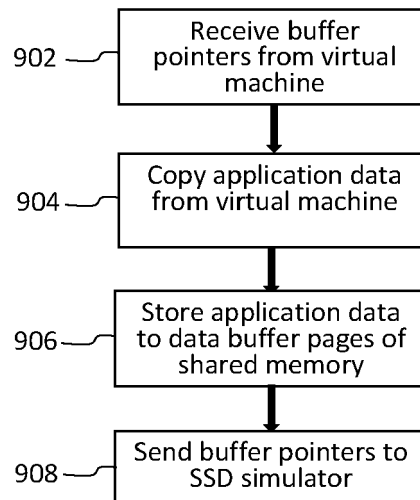 902
Receive buffer
pointers from virtual
machine
904
Copy application data
from virtual machine
906
Store application data
to data buffer pages of
shared memory
908
Send buffer pointers to
SSD simulator